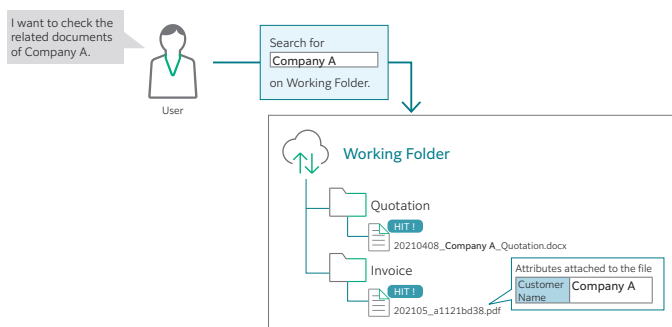 I want to check the
related documents
of Company A.
User
Search for
Company A
on Working Folder.
Working Folder
Quotation
HIT !
20210408_Company A_Quotation.docx
Invoice
HIT !
202105_a1121bd38.pdf
Attributes attached to the file
Customer
Name
Company A